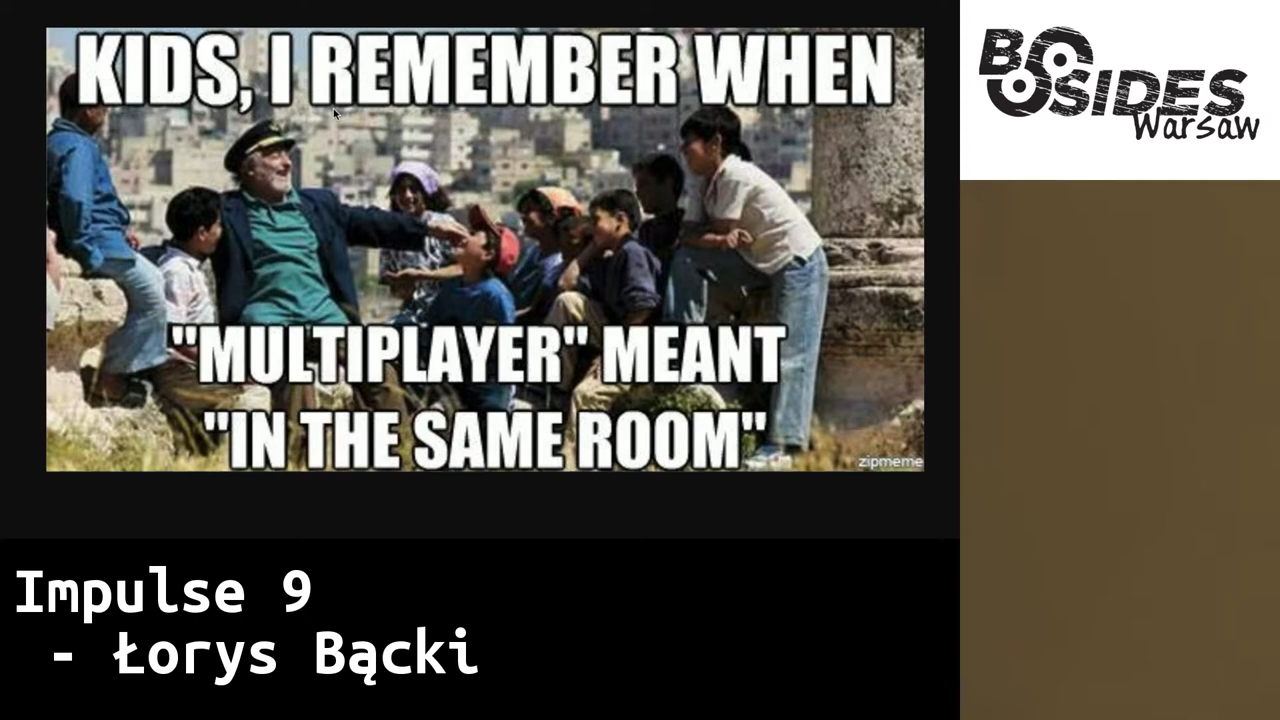 KIDS, I REMEMBER WHEN
"MULTIPLAYER" MEANT
"IN THE SAME ROOM"
zipmeme
BSIDES
Warsaw
Impulse 9
- Łorys Bącki